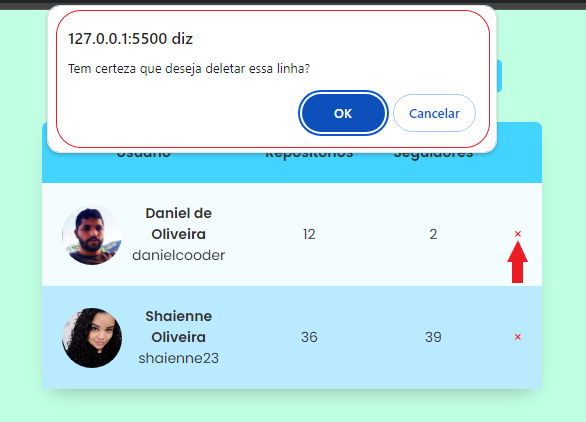 127.0.0.1:5500 diz
Tem certeza que deseja deletar essa linha?
OK Cancelar
Usuário Repositórios Seguidores
Daniel de
Oliveira
danielcooder
12 2 ×
Shaienne
Oliveira
shaienne23
36 39 ×